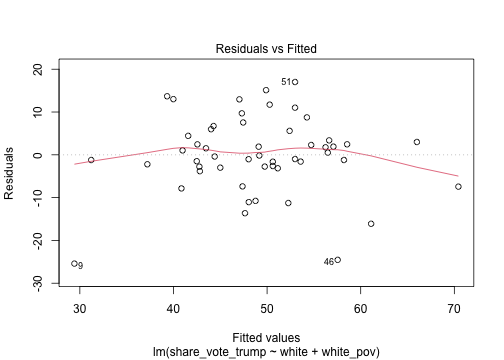 Residuals vs Fitted
Residuals
20
10
0
-10
-20
-30
51
46
9
30 40 50 60 70
Fitted values
lm(share_vote_trump ~ white + white_pov)